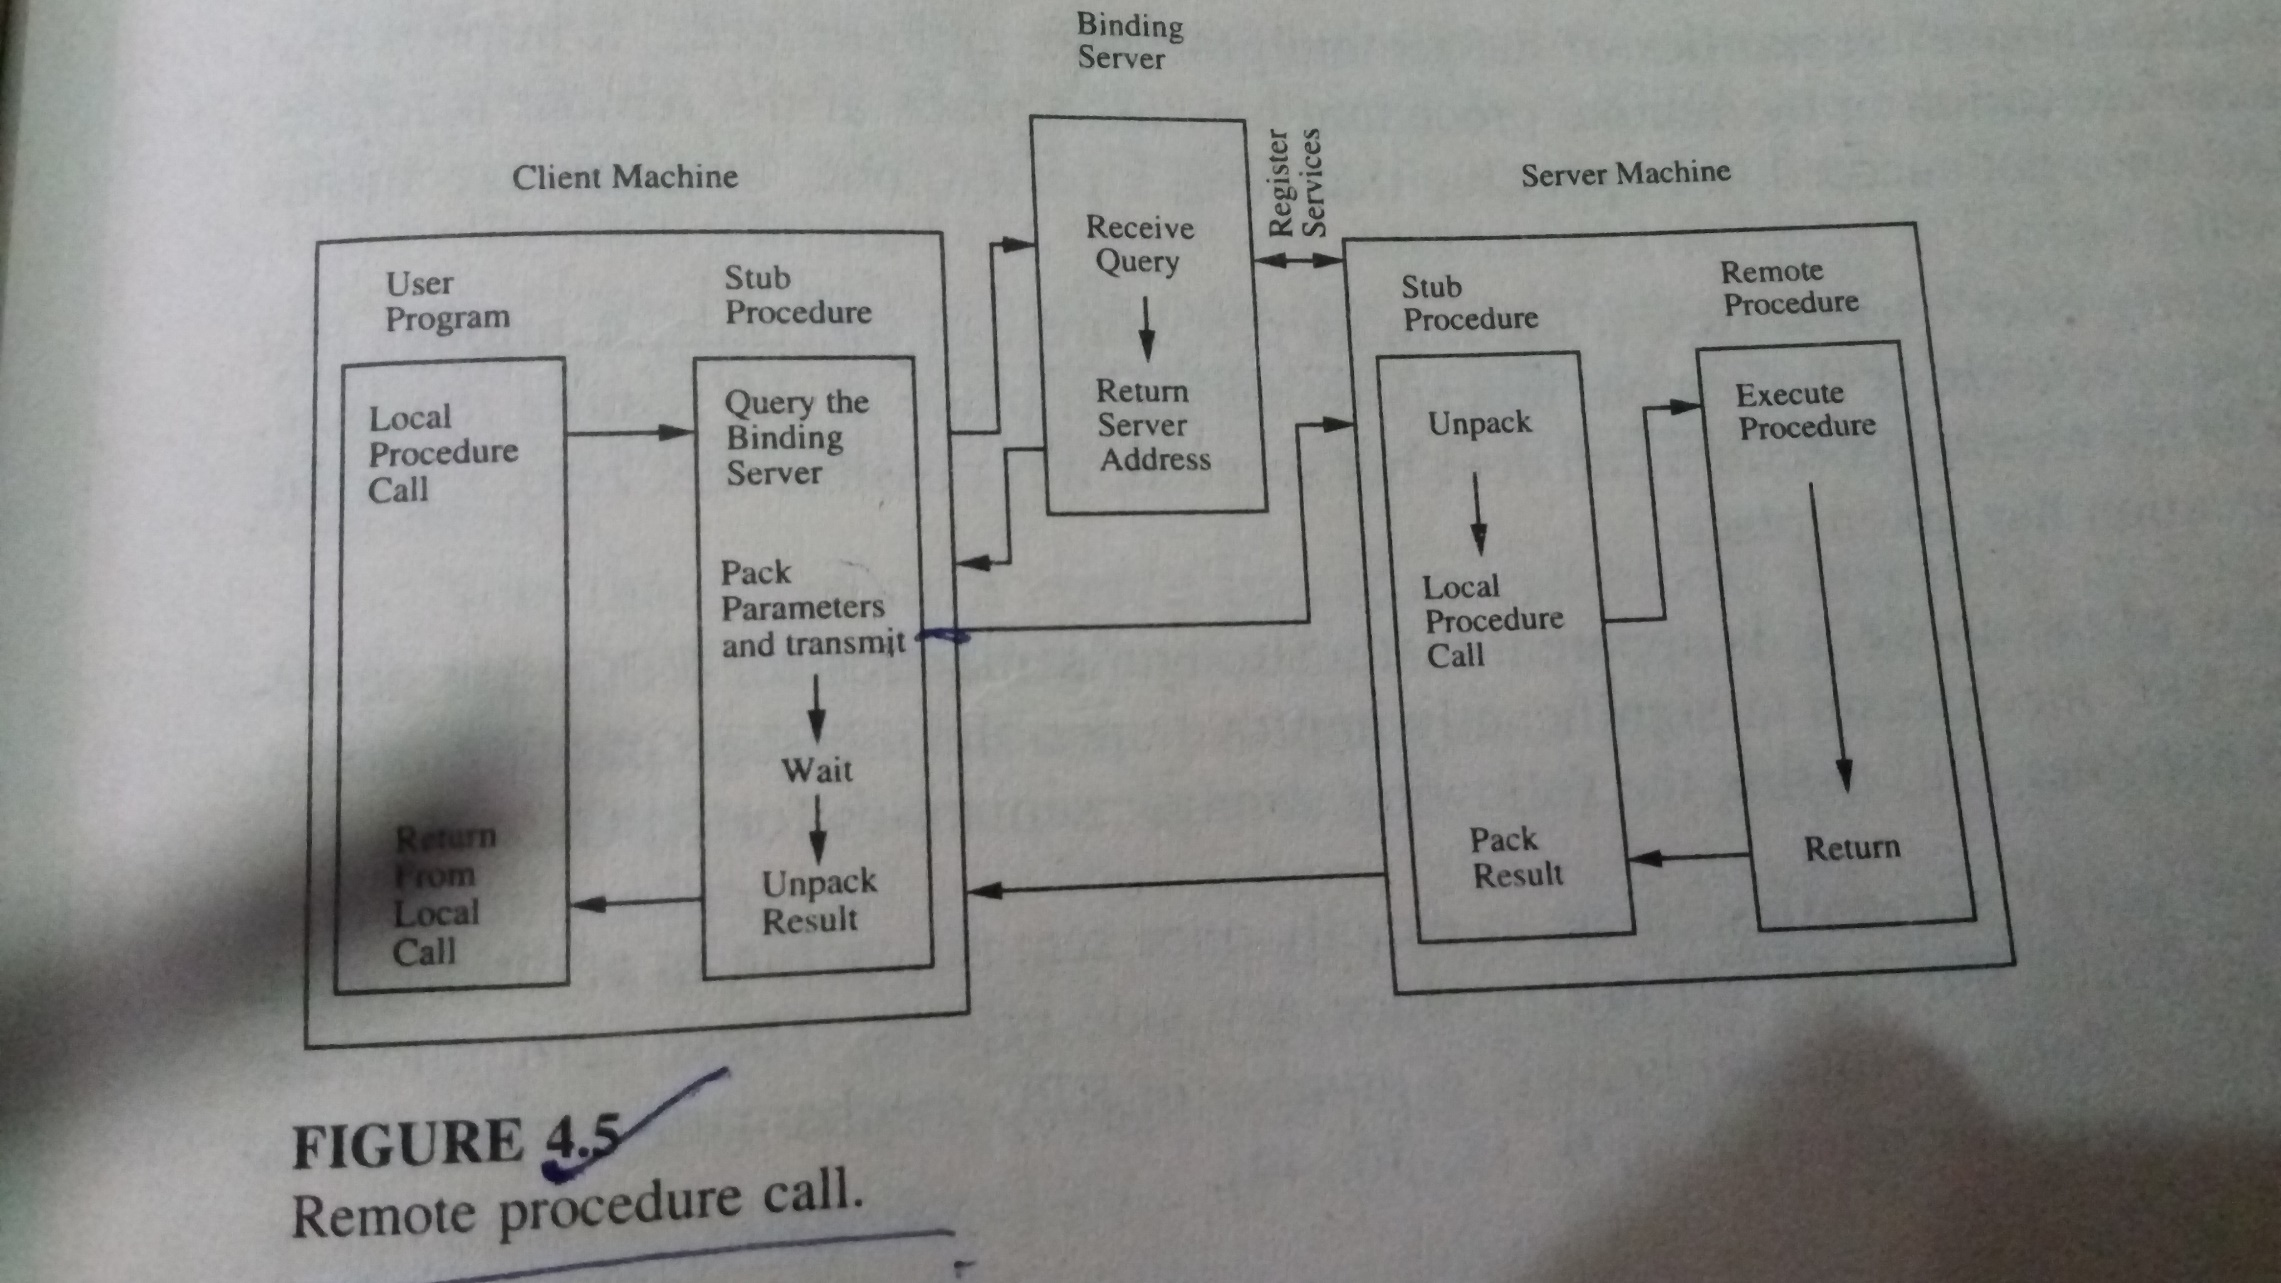 Binding
Server
Client Machine
Register
Services
Server Machine
User
Program
Stub
Procedure
Receive
Query
Return
Server
Address
Stub
Procedure
Remote
Procedure
Local
Procedure
Call
Query the
Binding
Server
Pack
Parameters
and transmit
Wait
Unpack
Result
Return
From
Local
Call
Unpack
Local
Procedure
Call
Pack
Result
Execute
Procedure
Return
FIGURE 4.5
Remote procedure call.